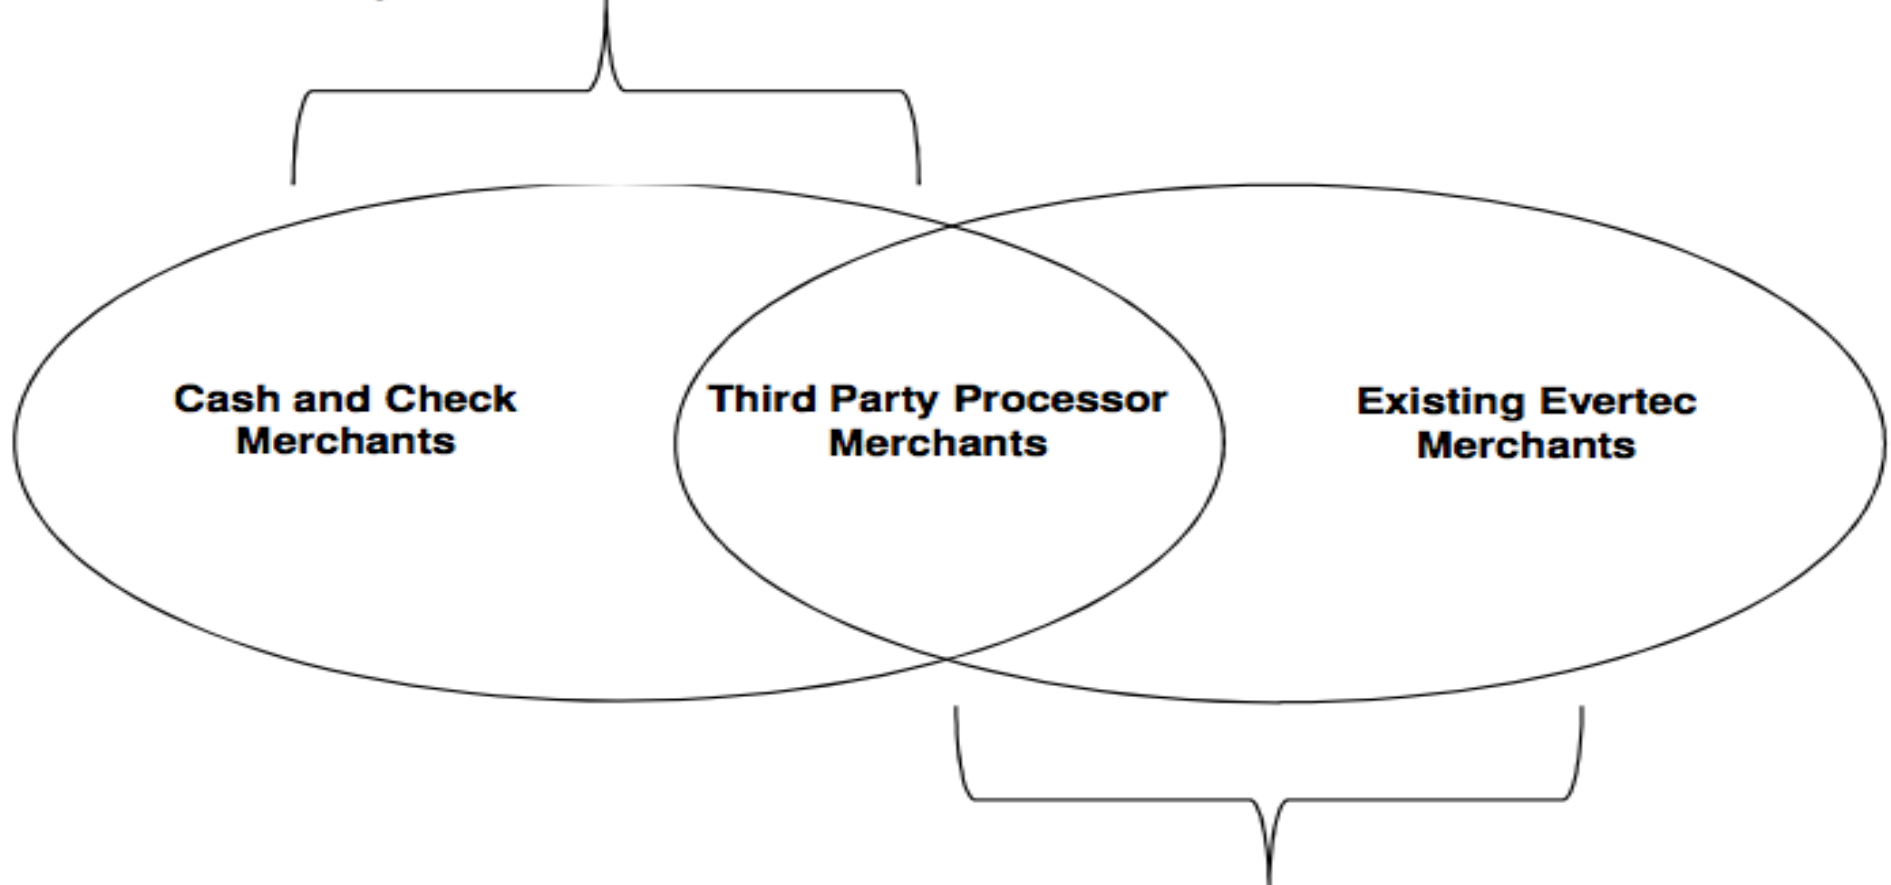 Cash and Check
Merchants
Third Party Processor
Merchants
Existing Evertec
Merchants